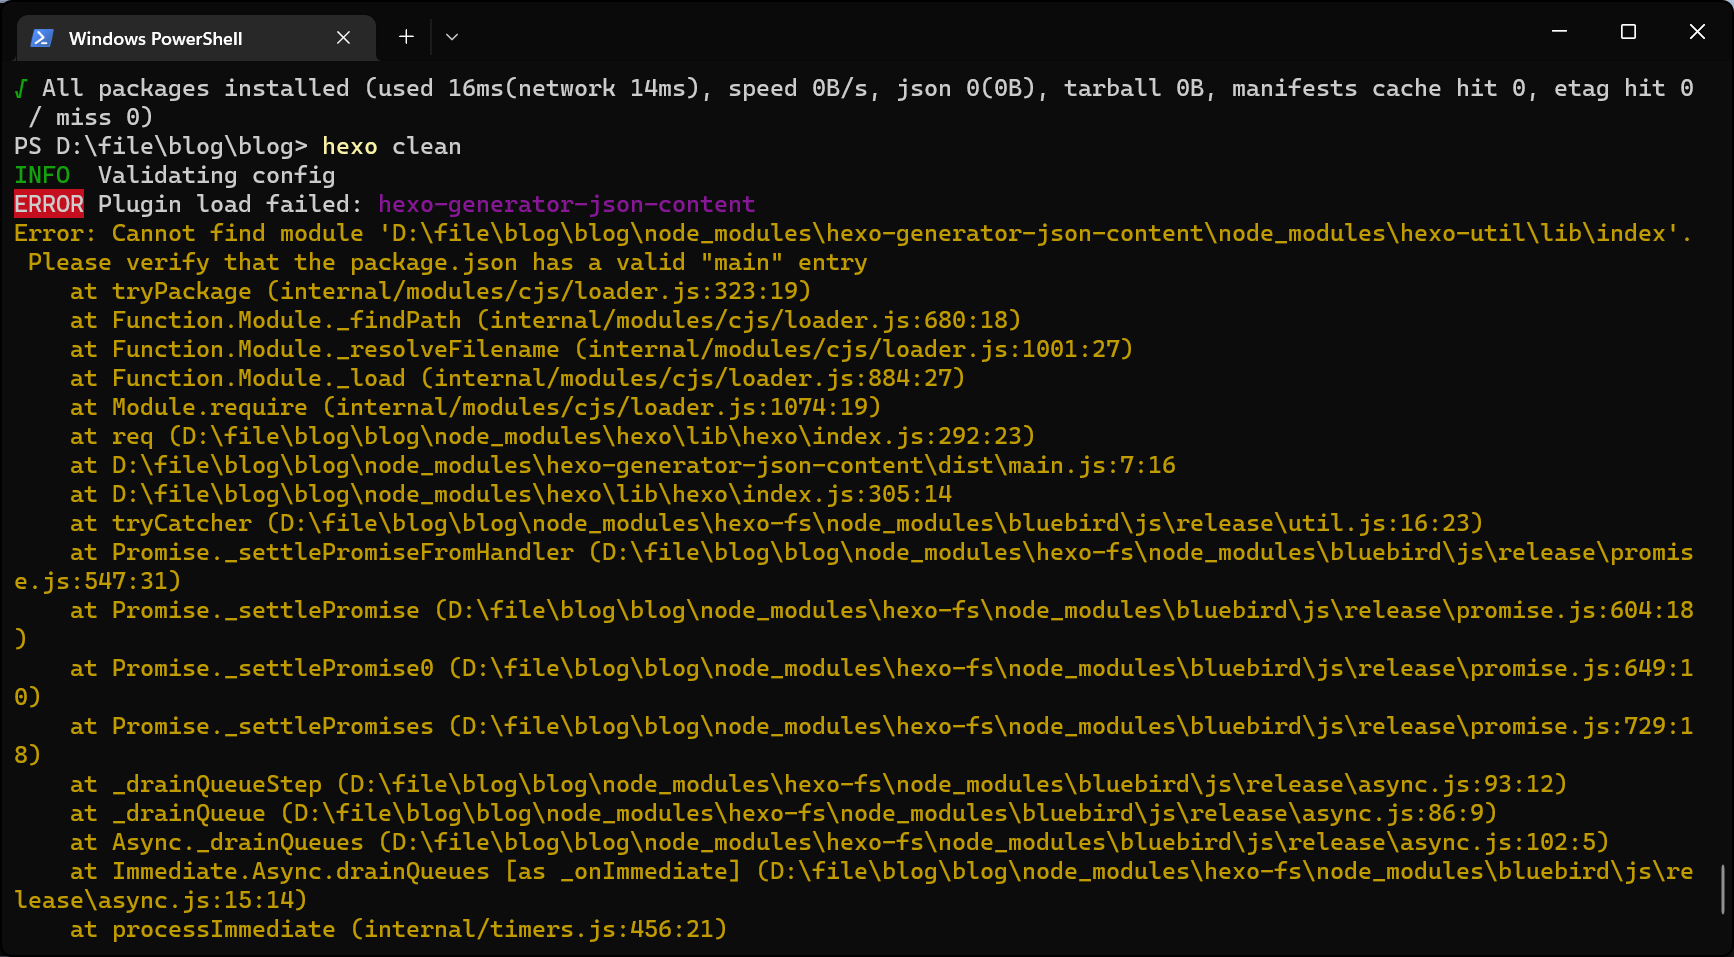 Windows PowerShell
√ All packages installed (used 16ms(network 14ms), speed 0B/s, json 0(0B), tarball 0B, manifests cache hit 0, etag hit 0
 / miss 0)
PS D:\file\blog\blog> hexo clean
INFO  Validating config
ERROR Plugin load failed: hexo-generator-json-content
Error: Cannot find module 'D:\file\blog\blog\node_modules\hexo-generator-json-content\node_modules\hexo-util\lib\index'.
 Please verify that the package.json has a valid "main" entry
    at tryPackage (internal/modules/cjs/loader.js:323:19)
    at Function.Module._findPath (internal/modules/cjs/loader.js:680:18)
    at Function.Module._resolveFilename (internal/modules/cjs/loader.js:1001:27)
    at Function.Module._load (internal/modules/cjs/loader.js:884:27)
    at Module.require (internal/modules/cjs/loader.js:1074:19)
    at req (D:\file\blog\blog\node_modules\hexo\lib\hexo\index.js:292:23)
    at D:\file\blog\blog\node_modules\hexo-generator-json-content\dist\main.js:7:16
    at D:\file\blog\blog\node_modules\hexo\lib\hexo\index.js:305:14
    at tryCatcher (D:\file\blog\blog\node_modules\hexo-fs\node_modules\bluebird\js\release\util.js:16:23)
    at Promise._settlePromiseFromHandler (D:\file\blog\blog\node_modules\hexo-fs\node_modules\bluebird\js\release\promis
e.js:547:31)
    at Promise._settlePromise (D:\file\blog\blog\node_modules\hexo-fs\node_modules\bluebird\js\release\promise.js:604:18
)
    at Promise._settlePromise0 (D:\file\blog\blog\node_modules\hexo-fs\node_modules\bluebird\js\release\promise.js:649:1
0)
    at Promise._settlePromises (D:\file\blog\blog\node_modules\hexo-fs\node_modules\bluebird\js\release\promise.js:729:1
8)
    at _drainQueueStep (D:\file\blog\blog\node_modules\hexo-fs\node_modules\bluebird\js\release\async.js:93:12)
    at _drainQueue (D:\file\blog\blog\node_modules\hexo-fs\node_modules\bluebird\js\release\async.js:86:9)
    at Async._drainQueues (D:\file\blog\blog\node_modules\hexo-fs\node_modules\bluebird\js\release\async.js:102:5)
    at Immediate.Async.drainQueues [as _onImmediate] (D:\file\blog\blog\node_modules\hexo-fs\node_modules\bluebird\js\re
lease\async.js:15:14)
    at processImmediate (internal/timers.js:456:21)